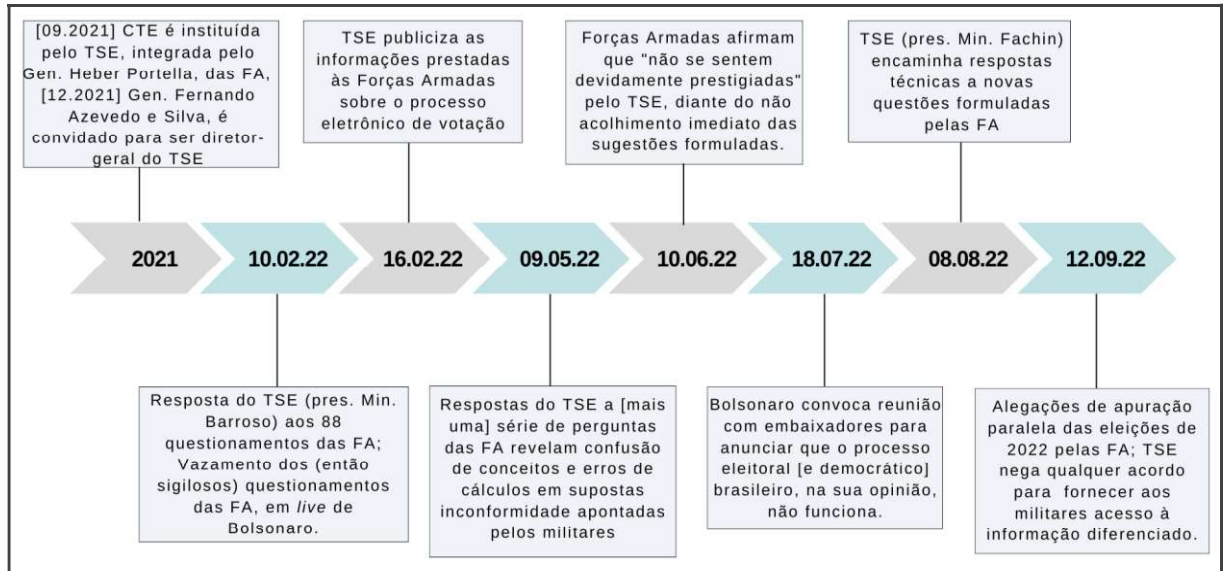 [09.2021] CTE é instituída
pelo TSE, integrada pelo
Gen. Heber Portella, das FA,
[12.2021] Gen. Fernando
Azevedo e Silva, é
convidado para ser diretor-
geral do TSE
TSE publiciza as
informações prestadas
às Forças Armadas
sobre o processo
eletrônico de votação
Forças Armadas afirmam
que "não se sentem
devidamente prestigiadas"
pelo TSE, diante do não
acolhimento imediato das
sugestões formuladas.
TSE (pres. Min. Fachin)
encaminha respostas
técnicas a novas
questões formuladas
pelas FA
2021
10.02.22
16.02.22
09.05.22
10.06.22
18.07.22
08.08.22
12.09.22
Resposta do TSE (pres. Min.
Barroso) aos 88
questionamentos das FA;
Vazamento dos (então
sigilosos) questionamentos
das FA, em live de
Bolsonaro.
Respostas do TSE a [mais
uma] série de perguntas
das FA revelam confusão
de conceitos e erros de
cálculos em supostas
inconformidade apontadas
pelos militares
Bolsonaro convoca reunião
com embaixadores para
anunciar que o processo
eleitoral [e democrático]
brasileiro, na sua opinião,
não funciona.
Alegações de apuração
paralela das eleições de
2022 pelas FA; TSE
nega qualquer acordo
para fornecer aos
militares acesso à
informação diferenciado.